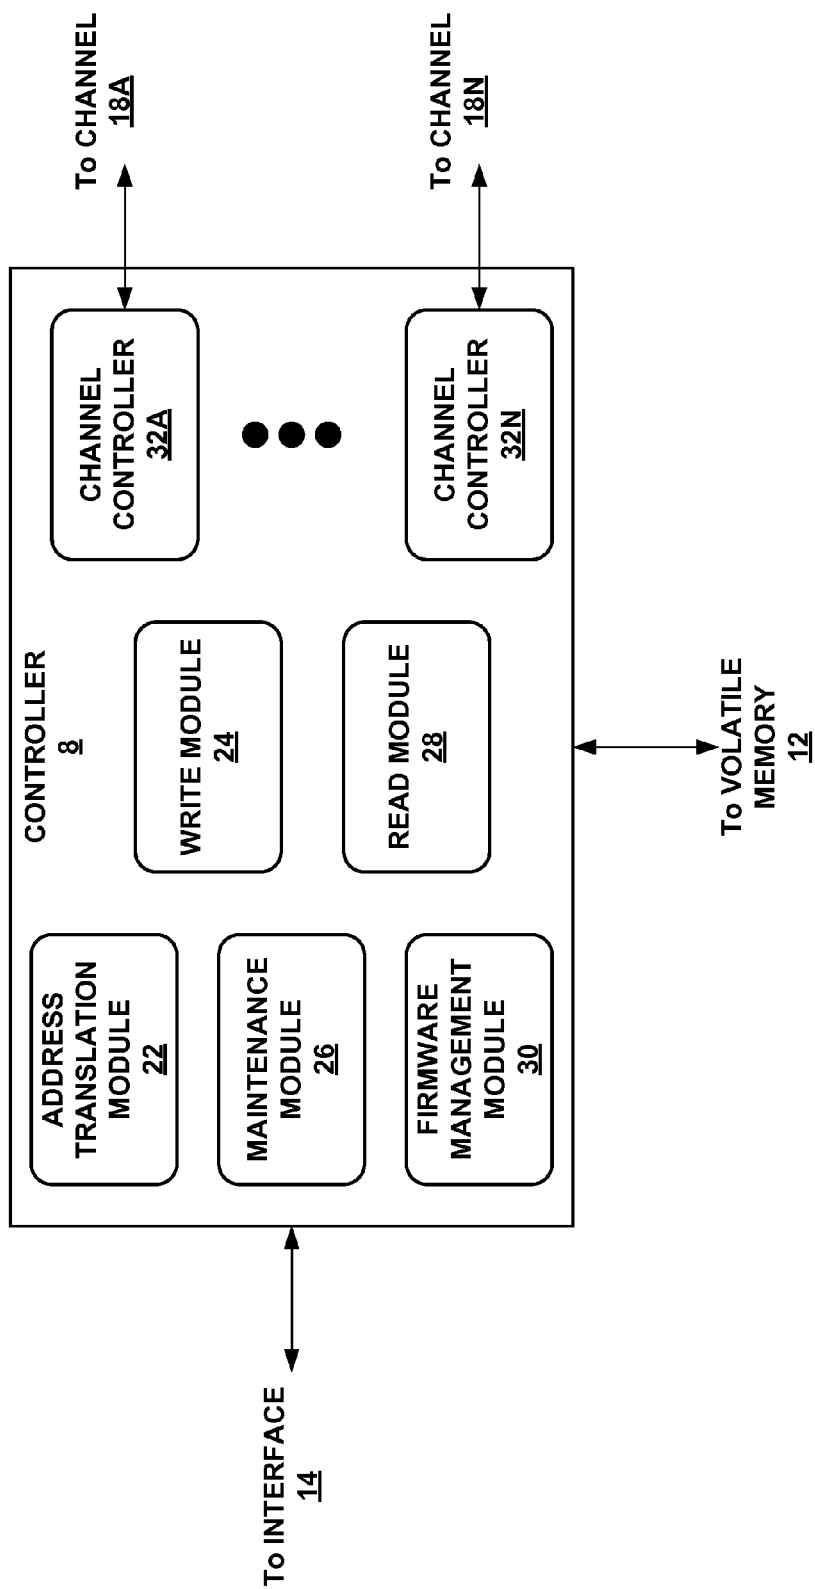 CONTROLLER
8
ADDRESS
TRANSLATION
MODULE
22
MAINTENANCE
MODULE
26
FIRMWARE
MANAGEMENT
MODULE
30
WRITE MODULE
24
READ MODULE
28
CHANNEL
CONTROLLER
32A
CHANNEL
CONTROLLER
32N
To CHANNEL
18A
To CHANNEL
18N
To INTERFACE
14
To VOLATILE
MEMORY
12